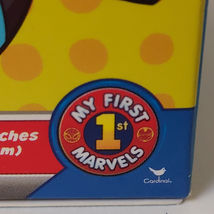 ches
m)
MY FIRST
1st
MARVELS
Cardinal